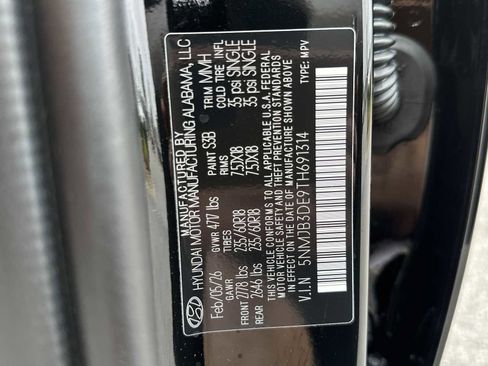 HYUNDAI MOTOR MANUFACTURING ALABAMA, LLC
Feb/05/26 GVWR 4717 lbs PAINT S3B TRIM MMH
GAWR TIRES RIMS COLD TIRE INFL
FRONT 2778 lbs 235/60R18 7.5JX18 35 psi SINGLE
REAR 2646 lbs 235/60R18 7.5JX18 35 psi SINGLE
THIS VEHICLE CONFORMS TO ALL APPLICABLE U.S.A. FEDERAL
MOTOR VEHICLE SAFETY AND THEFT PREVENTION STANDARDS
IN EFFECT ON THE DATE OF MANUFACTURE SHOWN ABOVE.
V.I.N 5NMJB3DE9TH691314 TYPE: MPV